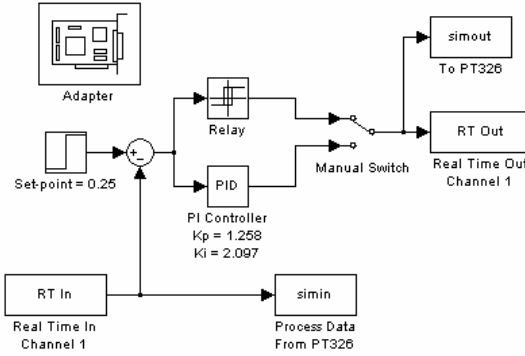 simout
To PT326
Adapter
Relay
RT Out
Real Time Out
Channel 1
Manual Switch
Set-point = 0.25
PID
PI Controller
Kp = 1.258
Ki = 2.097
RT In
Real Time In
Channel 1
simin
Process Data
From PT326